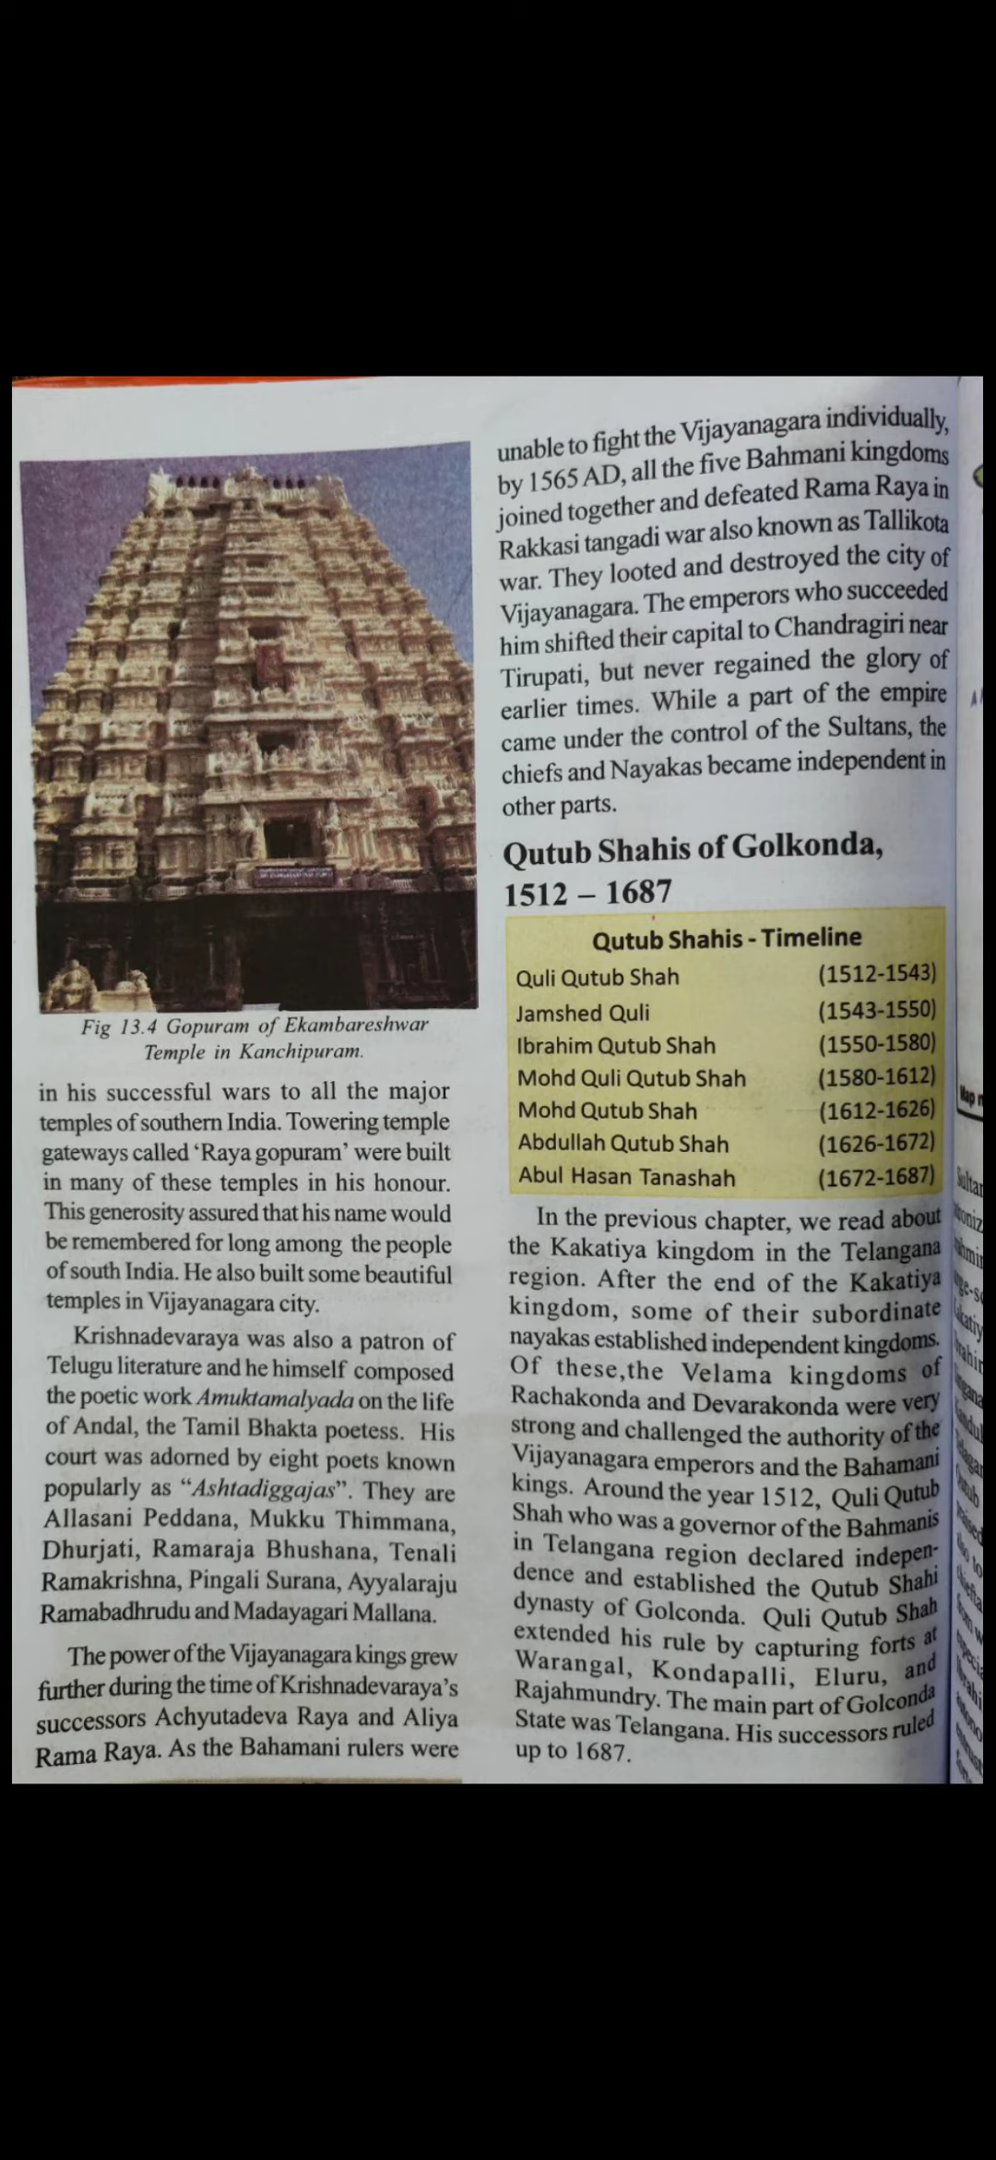 Fig 13.4 Gopuram of Ekambareshwar
Temple in Kanchipuram.
in his successful wars to all the major
temples of southern India. Towering temple
gateways called ‘Raya gopuram’ were built
in many of these temples in his honour.
This generosity assured that his name would
be remembered for long among the people
of south India. He also built some beautiful
temples in Vijayanagara city.
Krishnadevaraya was also a patron of
Telugu literature and he himself composed
the poetic work Amuktamalyada on the life
of Andal, the Tamil Bhakta poetess. His
court was adorned by eight poets known
popularly as “Ashtadiggajas”. They are
Allasani Peddana, Mukku Thimmana,
Dhurjati, Ramaraja Bhushana, Tenali
Ramakrishna, Pingali Surana, Ayyalaraju
Ramabadhrudu and Madayagari Mallana.
The power of the Vijayanagara kings grew
further during the time of Krishnadevaraya’s
successors Achyutadeva Raya and Aliya
Rama Raya. As the Bahamani rulers were
unable to fight the Vijayanagara individually,
by 1565 AD, all the five Bahmani kingdoms
joined together and defeated Rama Raya in
Rakkasi tangadi war also known as Tallikota
war. They looted and destroyed the city of
Vijayanagara. The emperors who succeeded
him shifted their capital to Chandragiri near
Tirupati, but never regained the glory of
earlier times. While a part of the empire
came under the control of the Sultans, the
chiefs and Nayakas became independent in
other parts.
Qutub Shahis of Golkonda,
1512 – 1687
Qutub Shahis - Timeline
Quli Qutub Shah (1512-1543)
Jamshed Quli (1543-1550)
Ibrahim Qutub Shah (1550-1580)
Mohd Quli Qutub Shah (1580-1612)
Mohd Qutub Shah (1612-1626)
Abdullah Qutub Shah (1626-1672)
Abul Hasan Tanashah (1672-1687)
In the previous chapter, we read about
the Kakatiya kingdom in the Telangana
region. After the end of the Kakatiya
kingdom, some of their subordinate
nayakas established independent kingdoms.
Of these,the Velama kingdoms of
Rachakonda and Devarakonda were very
strong and challenged the authority of the
Vijayanagara emperors and the Bahamani
kings. Around the year 1512, Quli Qutub
Shah who was a governor of the Bahmanis
in Telangana region declared indepen-
dence and established the Qutub Shahi
dynasty of Golconda. Quli Qutub Shah
extended his rule by capturing forts at
Warangal, Kondapalli, Eluru, and
Rajahmundry. The main part of Golconda
State was Telangana. His successors ruled
up to 1687.
Map